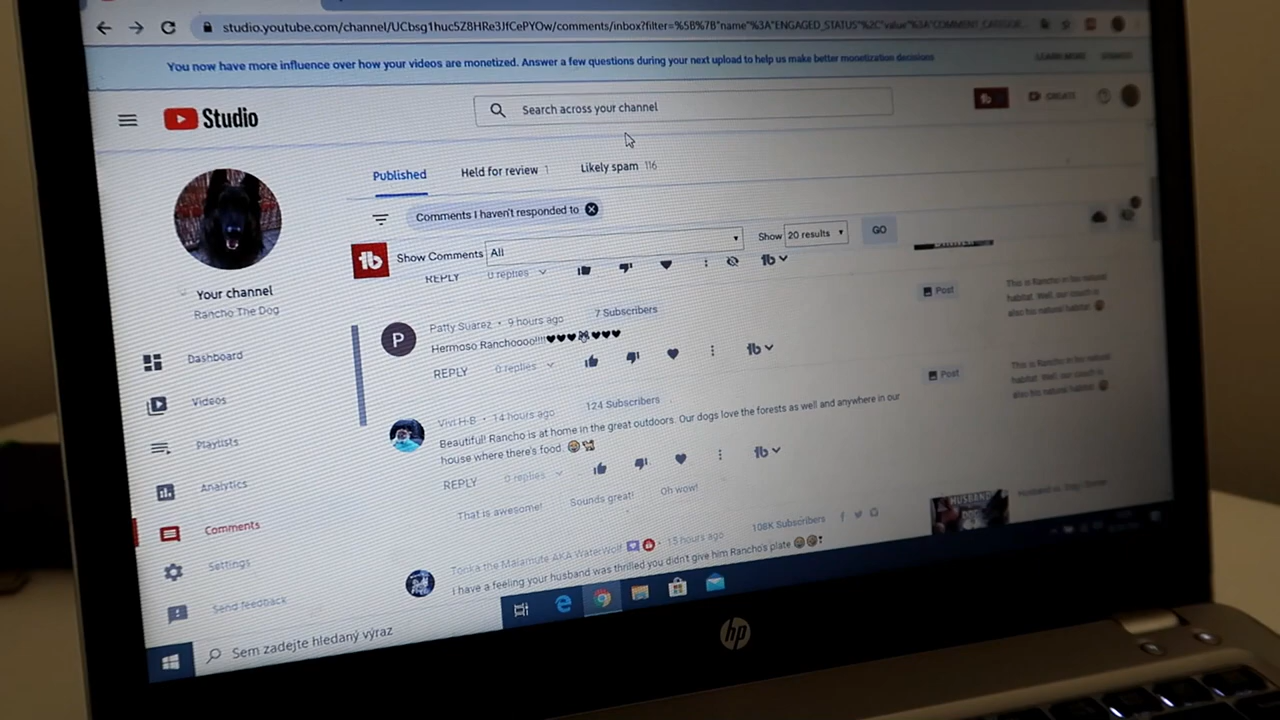 studio.youtube.com/channel/UCbsg1huc5Z8HRe3JfCePYOw/comments/inbox?filter=%5B%7B"name"%3A"ENGAGED_STATUS"%2C"value"%3A"COMMENT_CATEGOR...
You now have more influence over how your videos are monetized. Answer a few questions during your next upload to help us make better monetization decisions
LEARN MORE
Studio
Search across your channel
CREATE
Published
Held for review 1
Likely spam 116
Comments I haven't responded to
Show Comments All
Show 20 results
GO
REPLY 0 replies
Post
This is Rancho in his natural
habitat. Well, our couch is
also his natural habitat.
Your channel
Rancho The Dog
Patty Suarez • 9 hours ago 7 Subscribers
Hermoso Ranchoooo!!!!♥♥♥🐺♥♥♥
REPLY 0 replies
Post
This is Rancho in his natural
habitat. Well, our couch is
also his natural habitat.
Vivi H-B • 14 hours ago 124 Subscribers
Beautiful! Rancho is at home in the great outdoors. Our dogs love the forests as well and anywhere in our
house where there's food.
REPLY 0 replies
That is awesome! Sounds great! Oh wow!
Tonka the Malamute AKA WaterWolf • 15 hours ago 108K Subscribers
I have a feeling your husband was thrilled you didn't give him Rancho's plate
HUSBAND
Dashboard
Videos
Playlists
Analytics
Comments
Settings
Send feedback
Sem zadejte hledaný výraz
hp